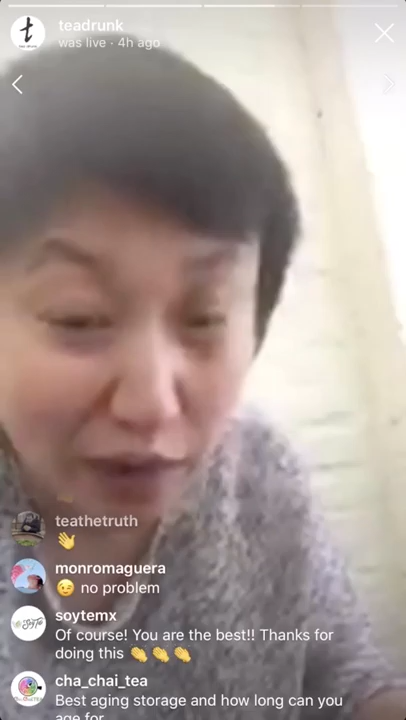 teadrunk
was live · 4h ago
teathetruth
👋
monromaguera
😉 no problem
soytemx
Of course! You are the best!! Thanks for
doing this 👏👏👏
cha_chai_tea
Best aging storage and how long can you
age for